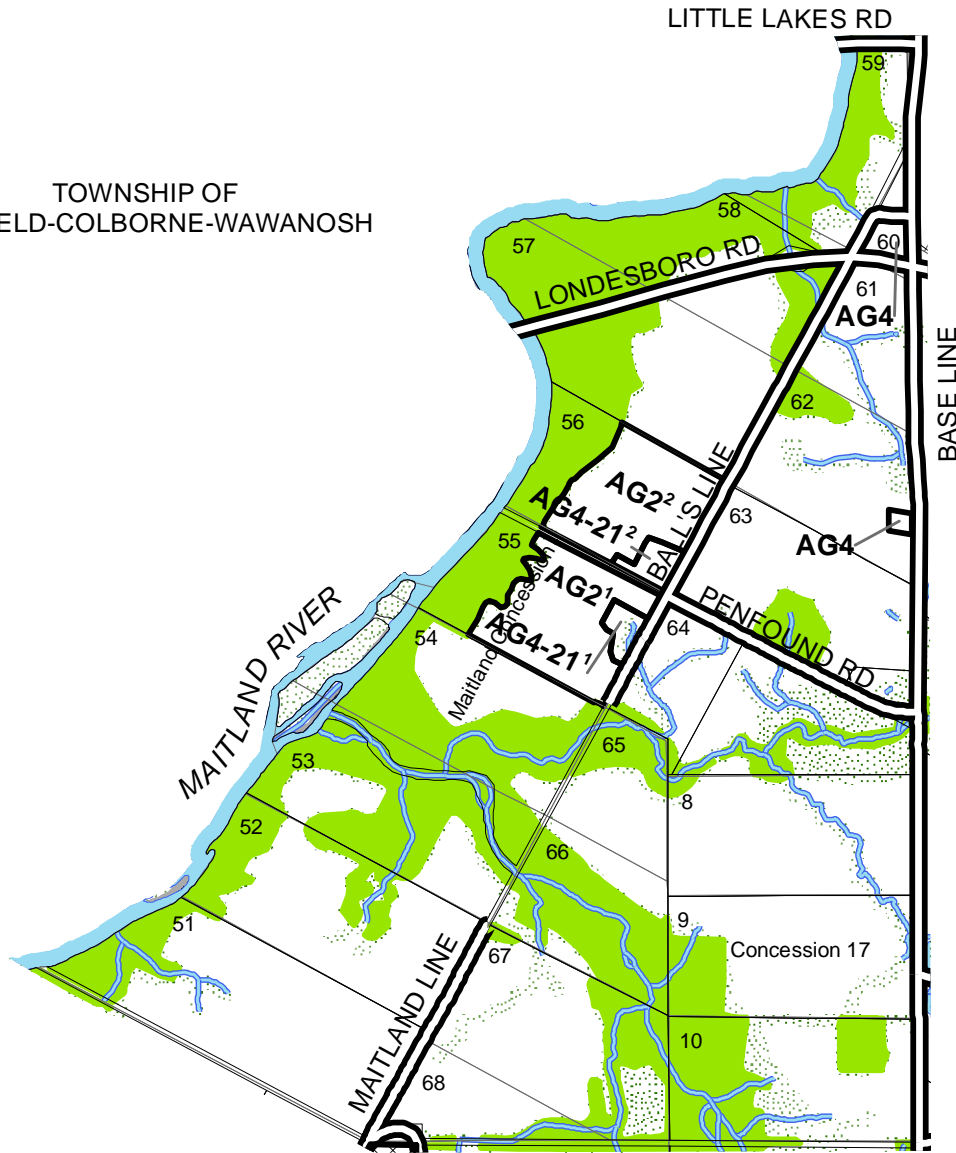 LITTLE LAKES RD
59
TOWNSHIP OF
ELD-COLBORNE-WAWANOSH
58
57
60
LONDESBORO RD
61
AG4
BASE LINE
62
56
AG2²
AG4-21²
BALL'S LINE
63
AG4
55
AG2¹
AG4-21¹
Maitland Concession
PENFOUND RD
64
54
MAITLAND RIVER
65
53
8
52
66
51
9
Concession 17
67
MAITLAND LINE
10
68